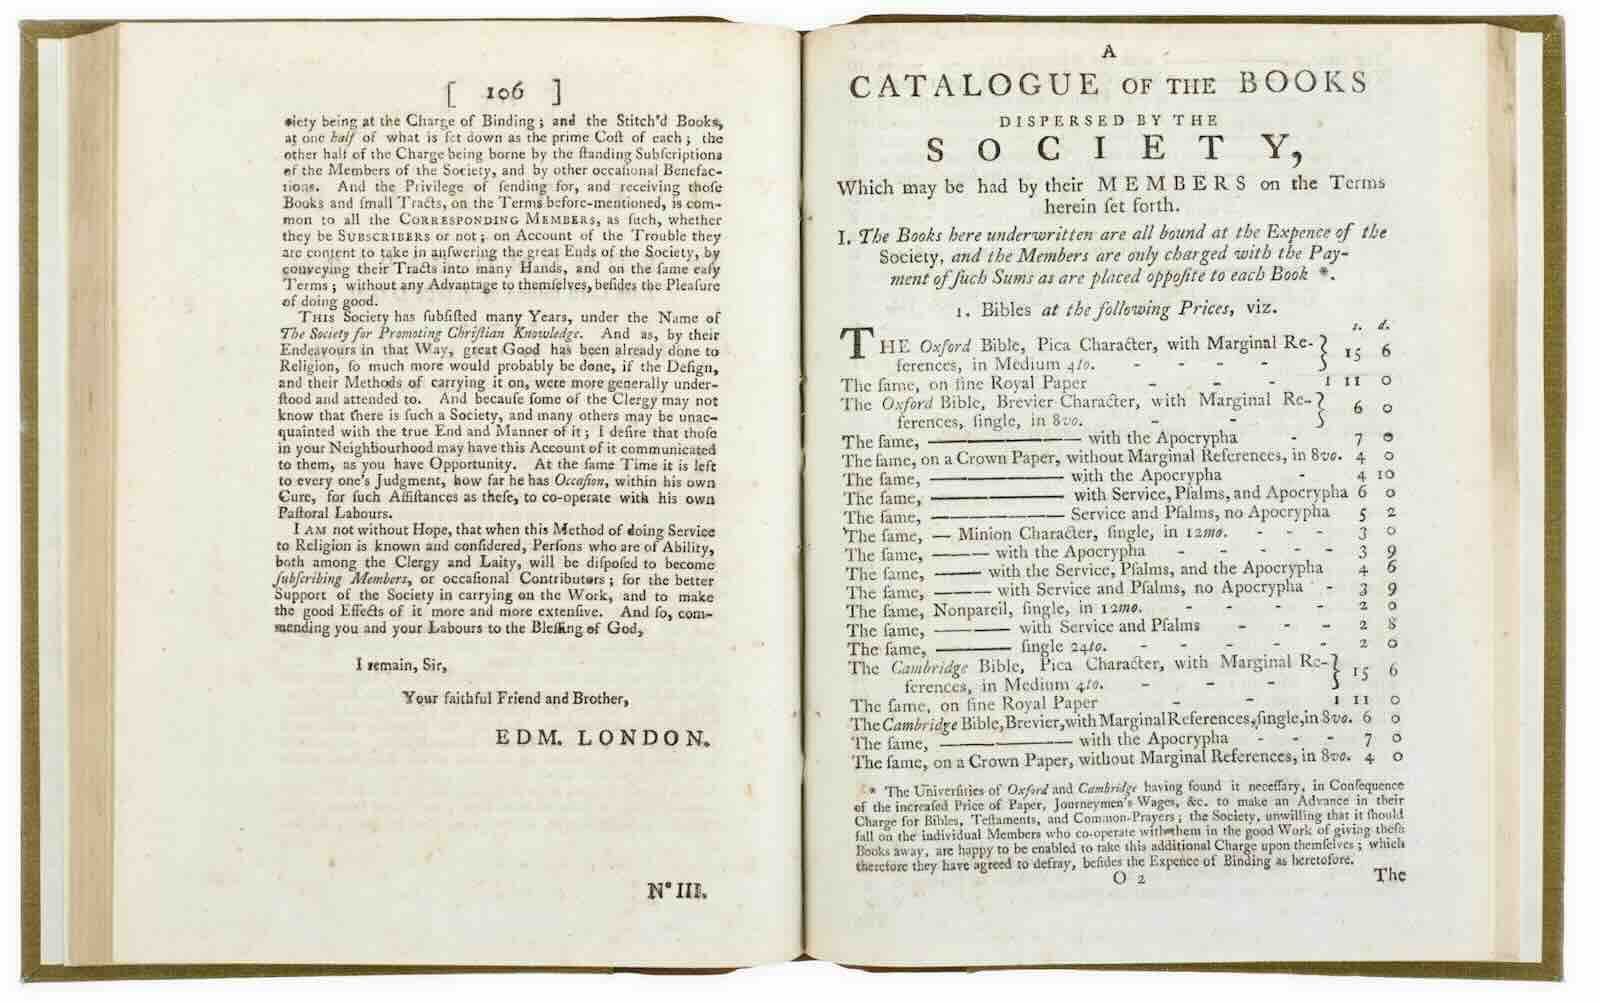 [ 106 ]
ciety being at the Charge of Binding; and the Stitch'd Books,
at one half of what is ſet down as the prime Coſt of each; the
other half of the Charge being borne by the ſtanding Subſcriptions
of the Members of the Society, and by other occaſional Benefac-
tions. And the Privilege of ſending for, and receiving thoſe
Books and ſmall Tracts, on the Terms before-mentioned, is com-
mon to all the CORRESPONDING MEMBERS, as ſuch, whether
they be SUBSCRIBERS or not; on Account of the Trouble they
are content to take in anſwering the great Ends of the Society, by
conveying their Tracts into many Hands, and on the ſame eaſy
Terms; without any Advantage to themſelves, beſides the Pleaſure
of doing good.
THIS Society has ſubſiſted many Years, under the Name of
The Society for Promoting Chriſtian Knowledge. And as, by their
Endeavours in that Way, great Good has been already done to
Religion, ſo much more would probably be done, if the Deſign,
and their Methods of carrying it on, were more generally under-
ſtood and attended to. And becauſe ſome of the Clergy may not
know that there is ſuch a Society, and many others may be unac-
quainted with the true End and Manner of it; I deſire that thoſe
in your Neighbourhood may have this Account of it communicated
to them, as you have Opportunity. At the ſame Time it is left
to every one's Judgment, how far he has Occaſion, within his own
Cure, for ſuch Aſſiſtances as theſe, to co-operate with his own
Paſtoral Labours.
I AM not without Hope, that when this Method of doing Service
to Religion is known and conſidered, Perſons who are of Ability,
both among the Clergy and Laity, will be diſpoſed to become
ſubſcribing Members, or occaſional Contributors; for the better
Support of the Society in carrying on the Work, and to make
the good Effects of it more and more extenſive. And ſo, com-
mending you and your Labours to the Bleſſing of God,
I remain, Sir,
Your faithful Friend and Brother,
EDM. LONDON.
N° III.
A
CATALOGUE OF THE BOOKS
DISPERSED BY THE
SOCIETY,
Which may be had by their MEMBERS on the Terms
herein ſet forth.
I. The Books here underwritten are all bound at the Expence of the
Society, and the Members are only charged with the Pay-
ment of ſuch Sums as are placed oppoſite to each Book *.
1. Bibles at the following Prices, viz.
s. d.
THE Oxford Bible, Pica Character, with Marginal Re- } 15 6
ferences, in Medium 4to. - - - -
The ſame, on fine Royal Paper - - - 1 11 0
The Oxford Bible, Brevier Character, with Marginal Re- } 6 0
ferences, ſingle, in 8vo. - -
The ſame, ——— with the Apocrypha - 7 0
The ſame, on a Crown Paper, without Marginal References, in 8vo. 4 0
The ſame, ——— with the Apocrypha - 4 10
The ſame, ——— with Service, Pſalms, and Apocrypha 6 0
The ſame, ——— Service and Pſalms, no Apocrypha 5 2
The ſame, — Minion Character, ſingle, in 12mo. - - - 3 0
The ſame, —— with the Apocrypha - - - - - 3 9
The ſame, —— with the Service, Pſalms, and the Apocrypha 4 6
The ſame, —— with Service and Pſalms, no Apocrypha - 3 9
The ſame, Nonpareil, ſingle, in 12mo. - - - - 2 0
The ſame, ——— with Service and Pſalms - - - 2 8
The ſame, ——— ſingle 24to. - - - - - 2 0
The Cambridge Bible, Pica Character, with Marginal Re- } 15 6
ferences, in Medium 4to. - - -
The ſame, on fine Royal Paper - - 1 11 0
The Cambridge Bible, Brevier, with Marginal References, ſingle, in 8vo. 6 0
The ſame, ——— with the Apocrypha - - - 7 0
The ſame, on a Crown Paper, without Marginal References, in 8vo. 4 0
* The Univerſities of Oxford and Cambridge having found it neceſſary, in Conſequence
of the increaſed Price of Paper, Journeymen's Wages, &c. to make an Advance in their
Charge for Bibles, Teſtaments, and Common-Prayers; the Society, unwilling that it ſhould
fall on the individual Members who co-operate with them in the good Work of giving theſe
Books away, are happy to be enabled to take this additional Charge upon themſelves; which
therefore they have agreed to defray, beſides the Expence of Binding as heretofore.
O 2 The